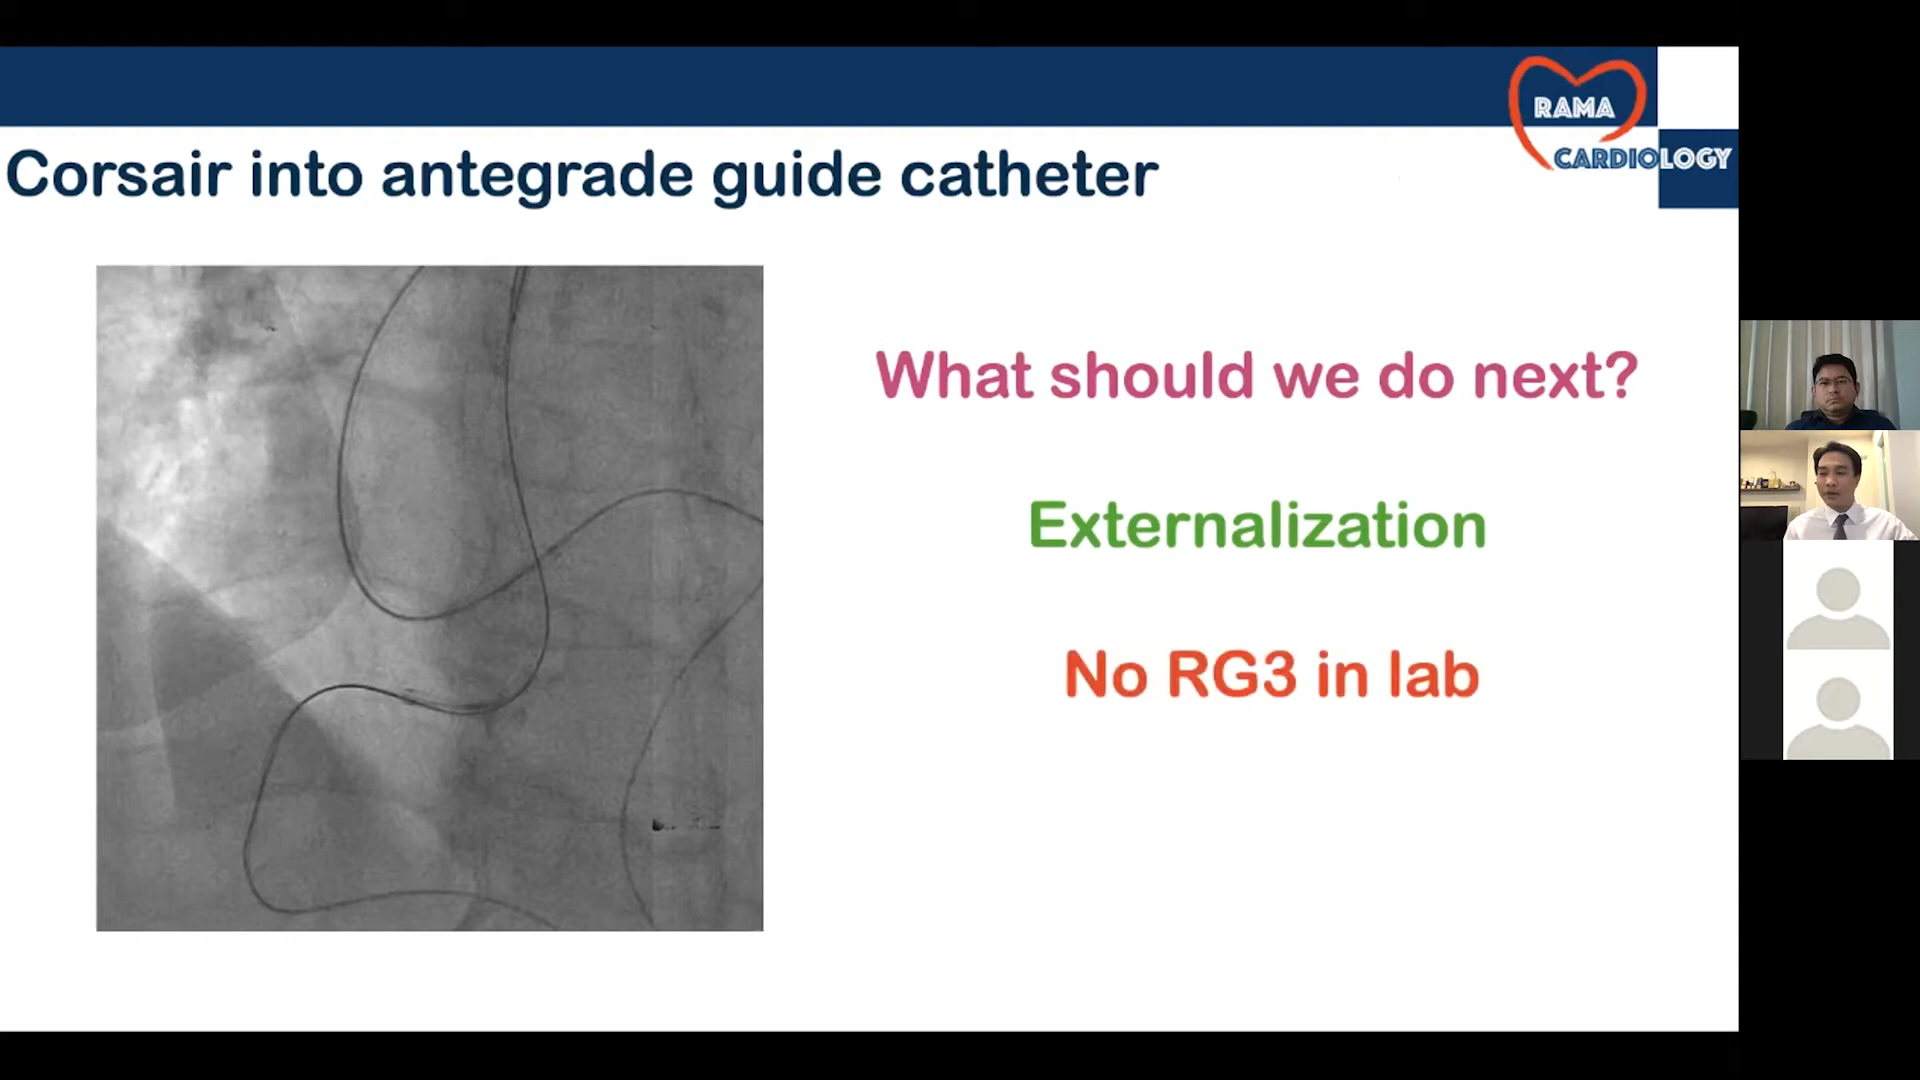 RAMA
CARDIOLOGY
Corsair into antegrade guide catheter
What should we do next?
Externalization
No RG3 in lab